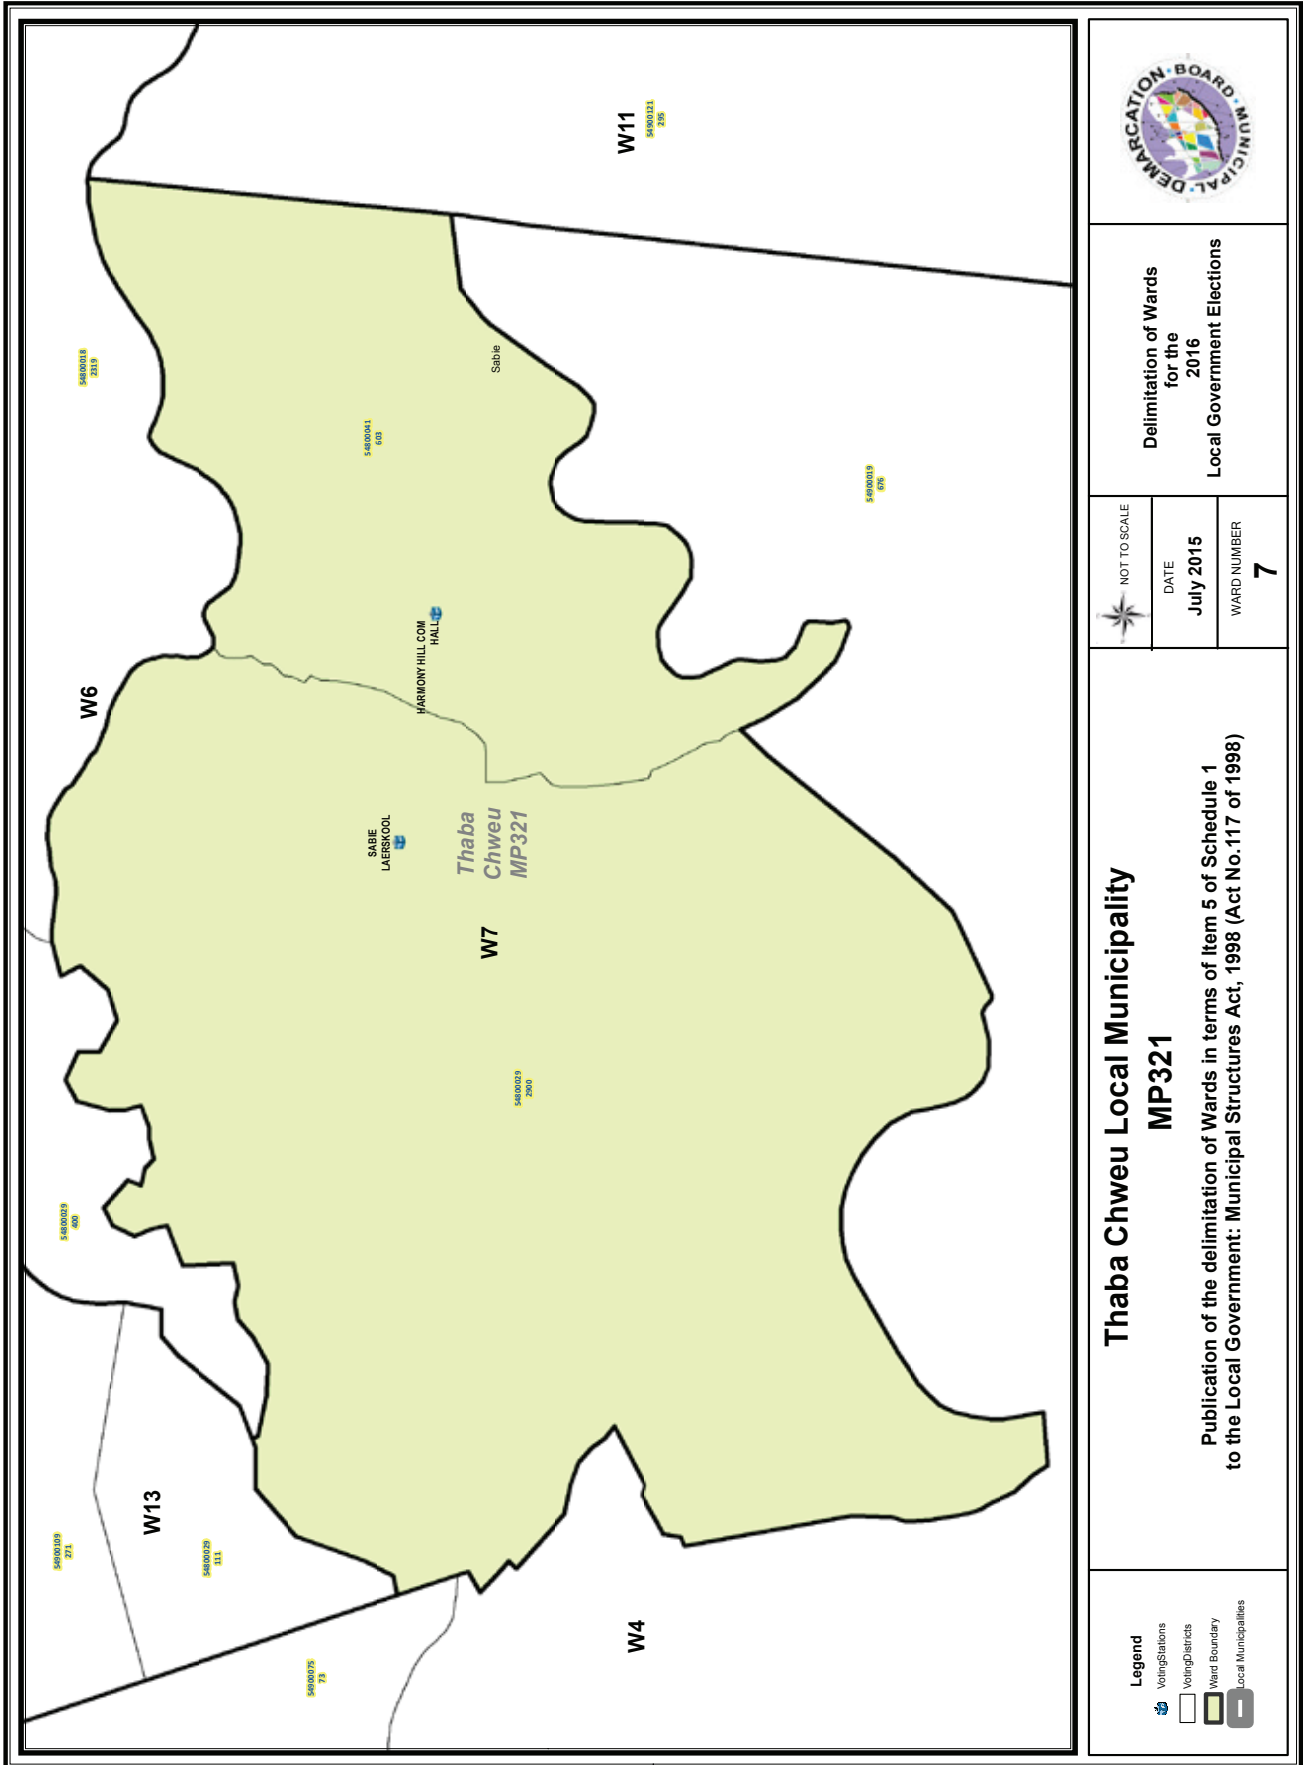 W6
W11
W13
W4
W7
54900121
295
54800018
2319
54800041
603
Sabie
54900019
676
HARMONY HILL COM
HALL
SABIE
LAERSKOOL
Thaba
Chweu
MP321
54800029
2900
54800029
400
54900109
271
54800029
111
54900075
73
Legend
VotingStations
VotingDistricts
Ward Boundary
Local Municipalities
Thaba Chweu Local Municipality
MP321
Publication of the delimitation of Wards in terms of Item 5 of Schedule 1
to the Local Government: Municipal Structures Act, 1998 (Act No.117 of 1998)
NOT TO SCALE
DATE
July 2015
WARD NUMBER
7
Delimitation of Wards
for the
2016
Local Government Elections
MUNICIPAL · DEMARCATION · BOARD ·